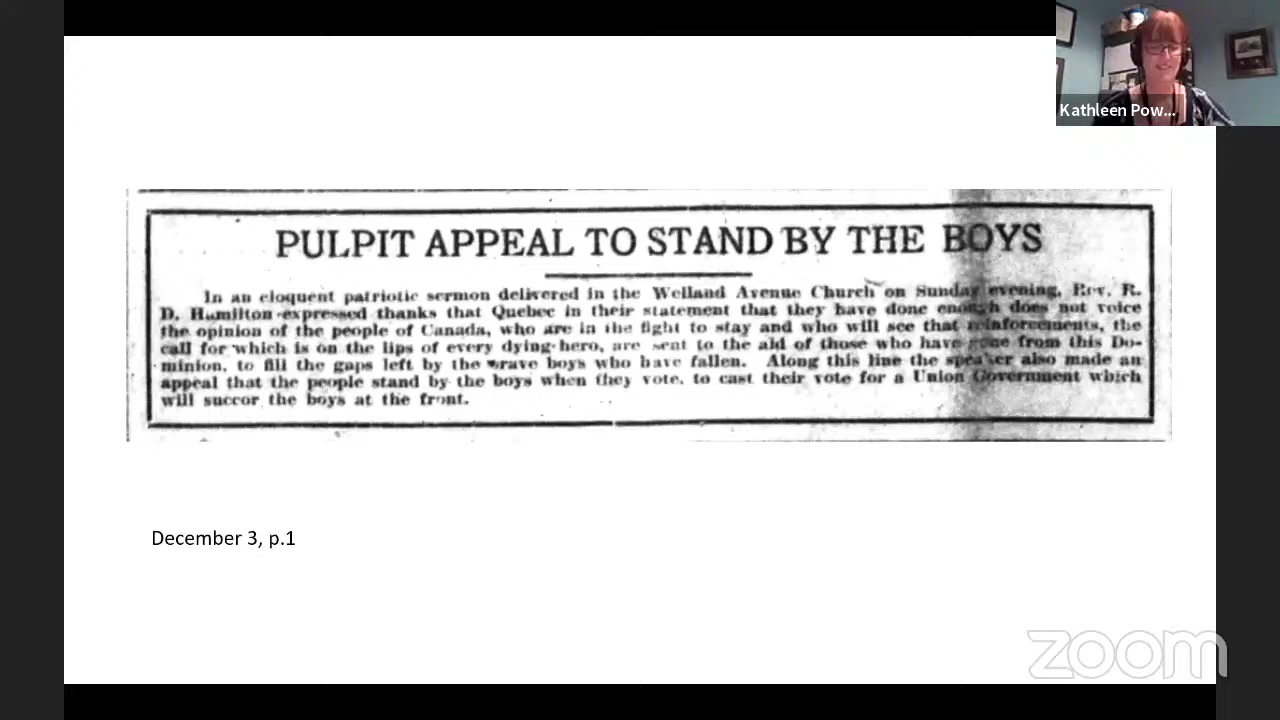 Kathleen Pow...
PULPIT APPEAL TO STAND BY THE BOYS
In an eloquent patriotic sermon delivered in the Welland Avenue Church on Sunday evening, Rev. R.
D. Hamilton expressed thanks that Quebec in their statement that they have done enough does not voice
the opinion of the people of Canada, who are in the fight to stay and who will see that reinforcements, the
call for which is on the lips of every dying hero, are sent to the aid of those who have gone from this Do-
minion, to fill the gaps left by the brave boys who have fallen. Along this line the speaker also made an
appeal that the people stand by the boys when they vote, to cast their vote for a Union Government which
will succor the boys at the front.
December 3, p.1
zoom